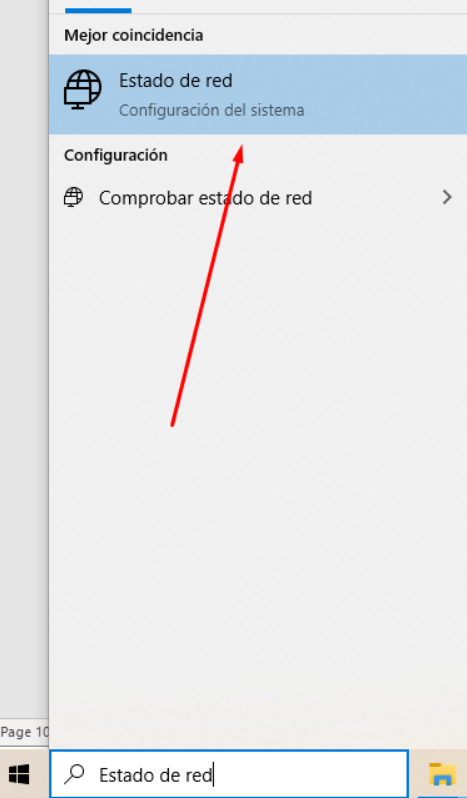 Mejor coincidencia
Estado de red
Configuración del sistema
Configuración
Comprobar estado de red
Page 10
Estado de red